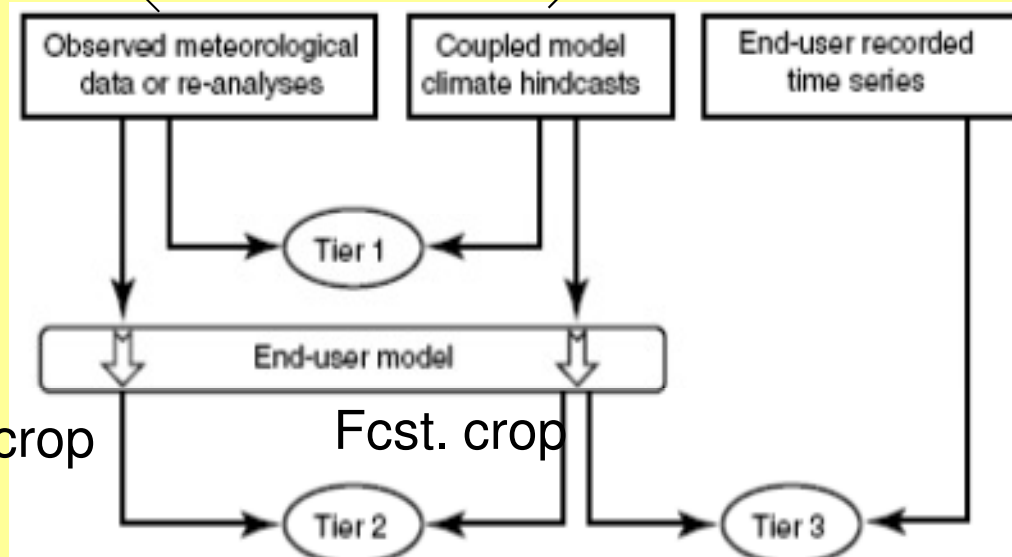 Observed meteorological
data or re-analyses
Coupled model
climate hindcasts
End-user recorded
time series
Tier 1
End-user model
crop
Fcst. crop
Tier 2
Tier 3